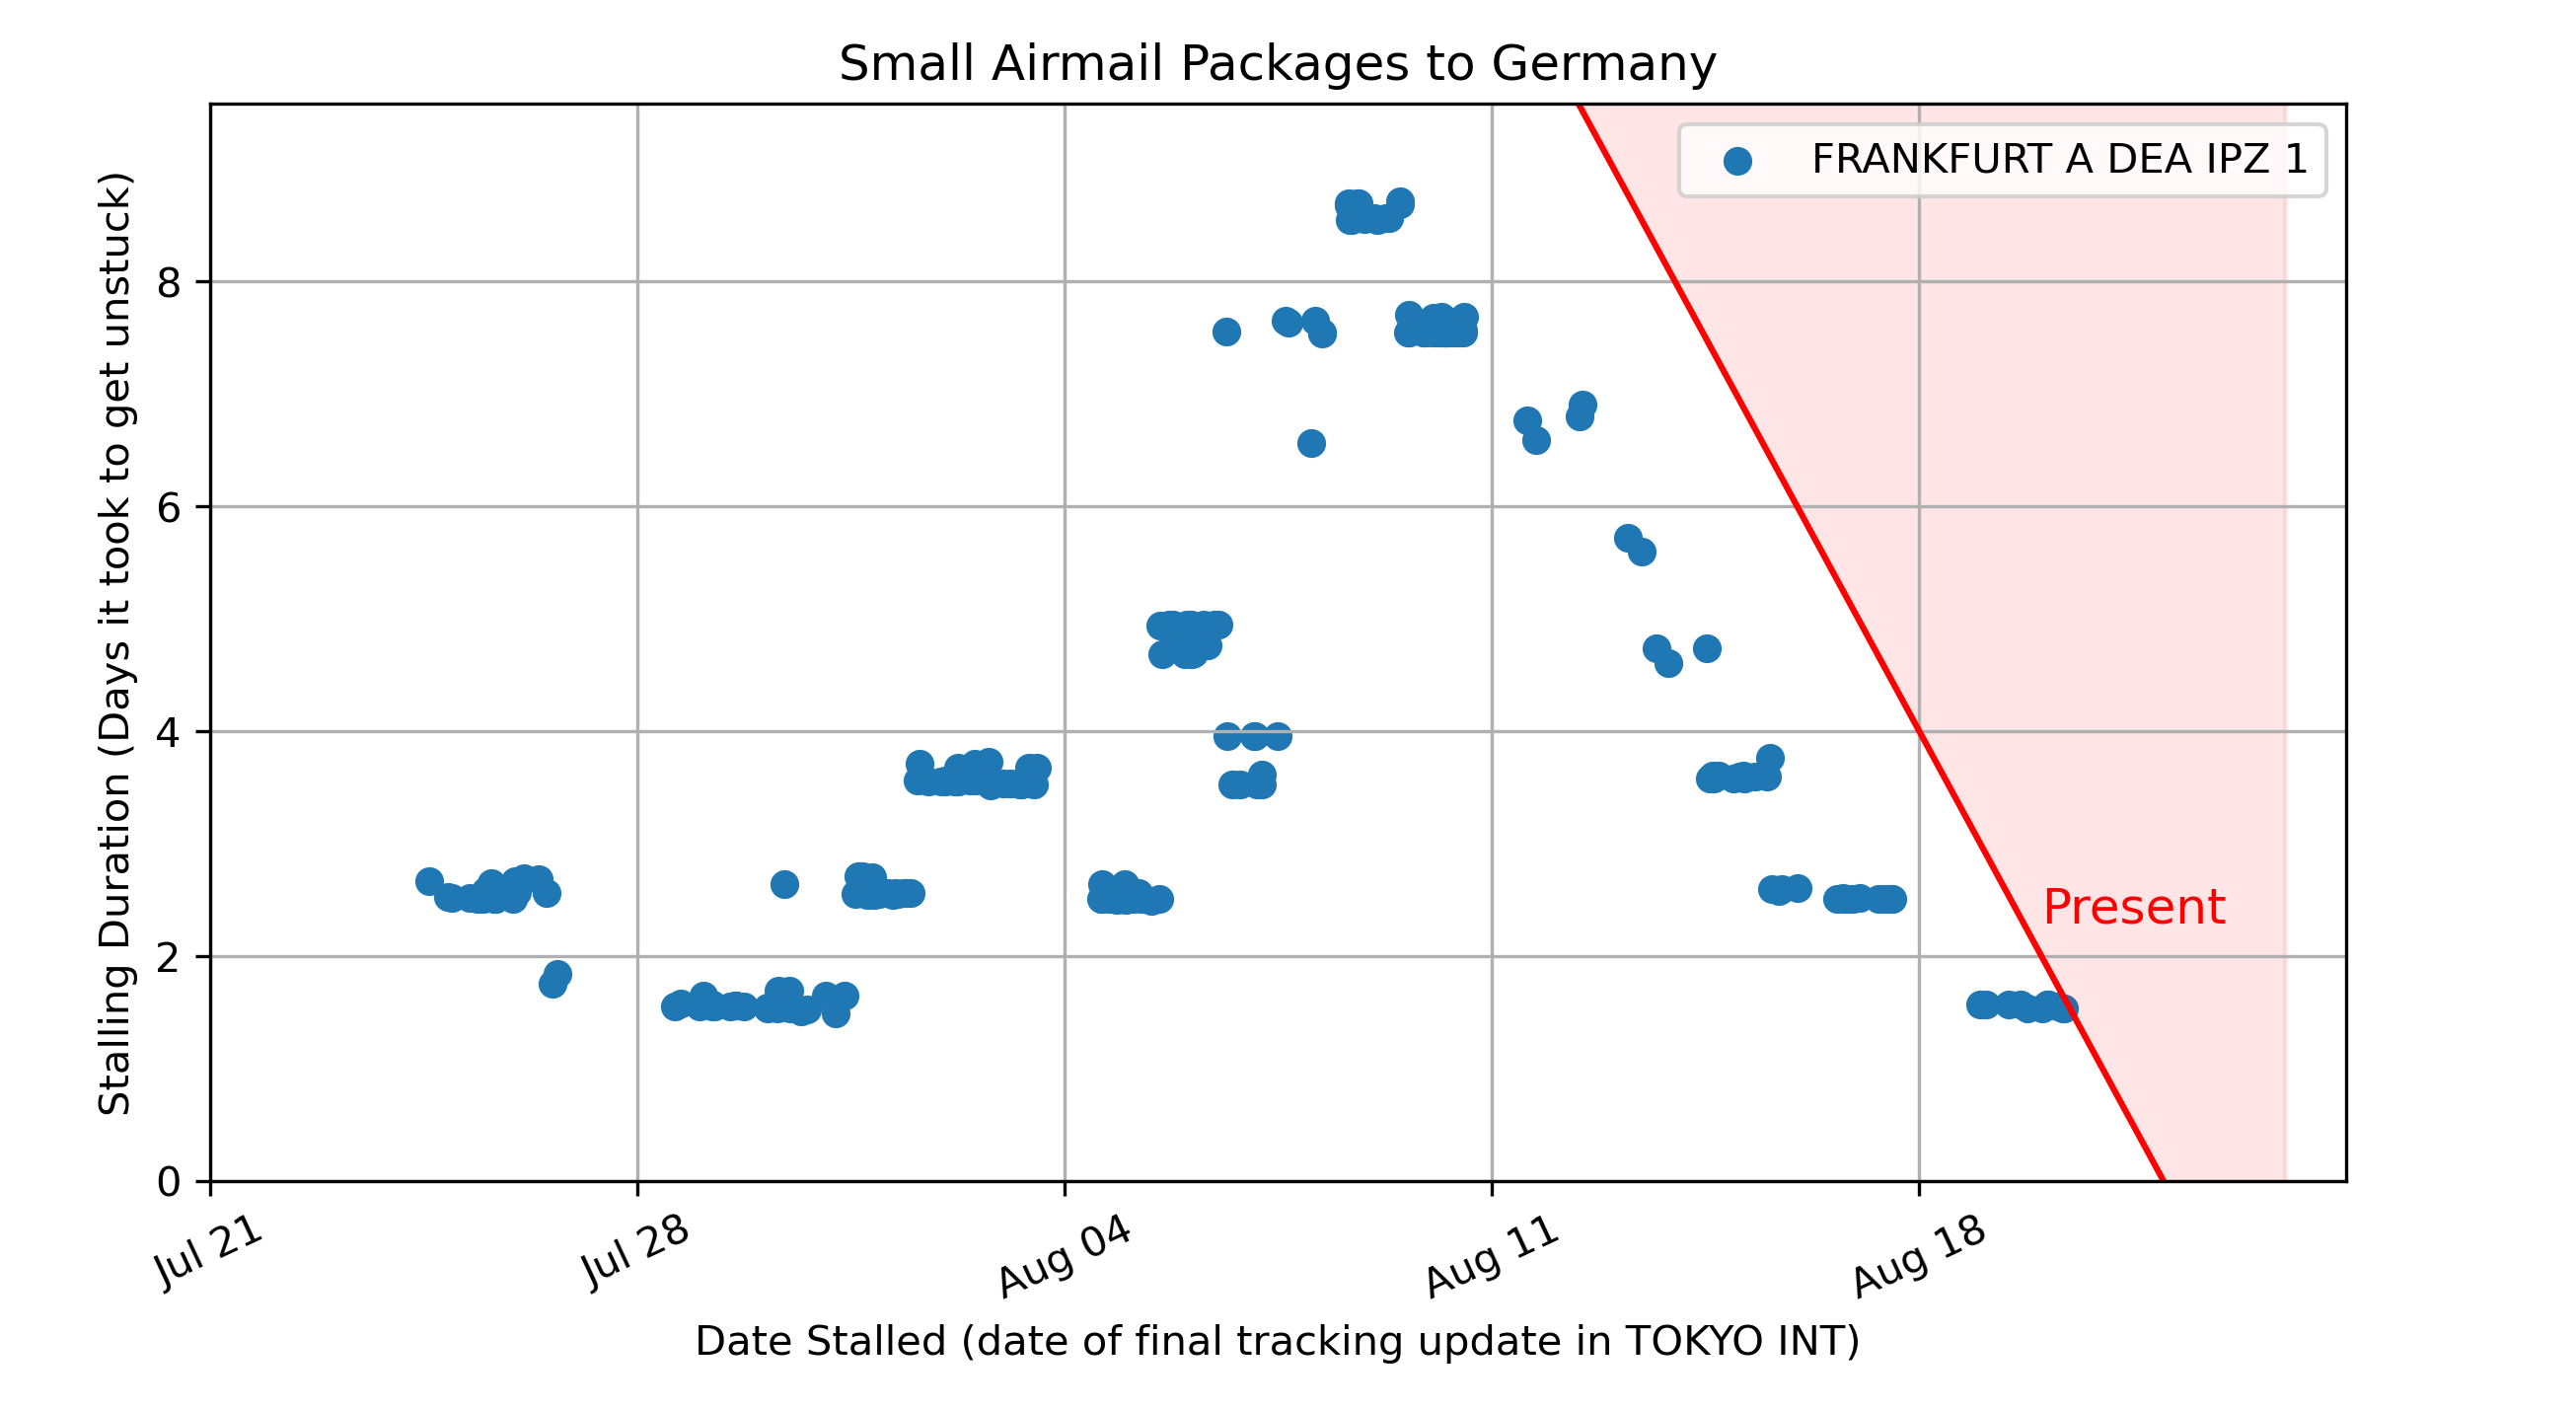 Small Airmail Packages to Germany
FRANKFURT A DEA IPZ 1
Stalling Duration (Days it took to get unstuck)
8
6
4
2
0
Present
Jul 21
Jul 28
Aug 04
Aug 11
Aug 18
Date Stalled (date of final tracking update in TOKYO INT)